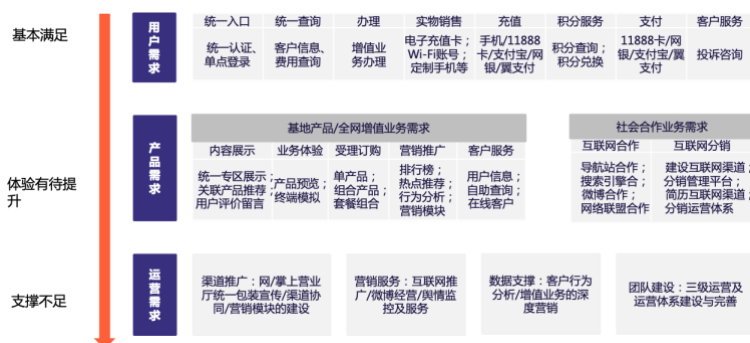 基本满足
用户需求
统一入口
统一查询
办理
实物销售
充值
积分服务
支付
客户服务
统一认证、
单点登录
客户信息、
费用查询
增值业
务办理
电子充值卡；
Wi-Fi账号；
定制手机等
手机/11888
卡/支付宝/网
银/翼支付
积分查询；
积分兑换
11888卡/网
银/支付宝/翼
支付
投诉咨询
体验有待提
升
产品需求
基地产品/全网增值业务需求
内容展示
业务体验
受理订购
营销推广
客户服务
统一专区展示；
关联产品推荐
用户评价留言
产品预览；
终端模拟
单产品；
组合产品；
套餐组合
排行榜；
热点推荐；
行为分析；
营销模块
用户信息；
自助查询；
在线客户
社会合作业务需求
互联网合作
互联网分销
导航站合作；
搜索引擎合；
微博合作；
网络联盟合作
建设互联网渠道；
分销管理平台；
简历互联网渠道；
分销运营体系
支撑不足
运营需求
渠道推广：网/掌上营业
厅统一包装宣传/渠道协
同/营销模块的建设
营销服务：互联网推
广/微博经营/舆情监
控及服务
数据支撑：客户行为
分析/增值业务的深
度营销
团队建设：三级运营及
运营体系建设与完善